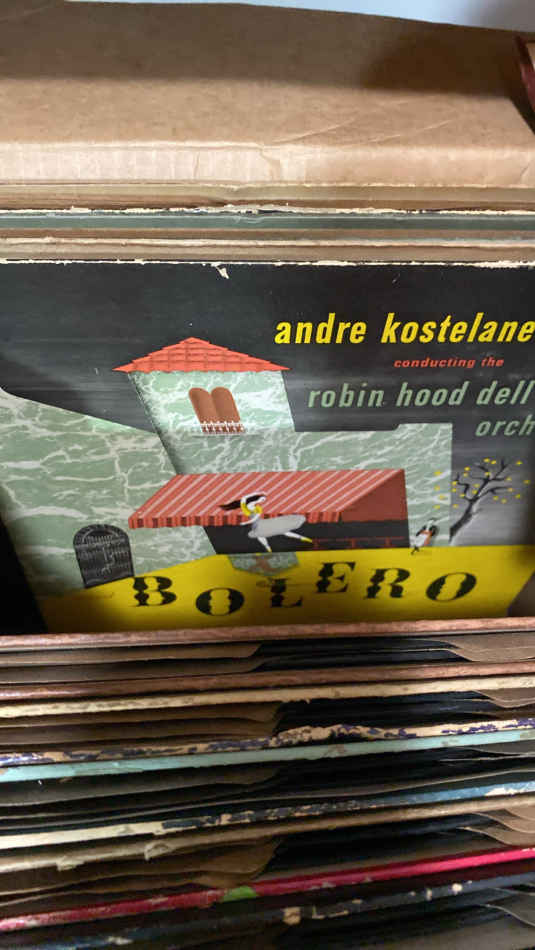 andre kostelane
conducting the
robin hood dell
orch
BOLERO